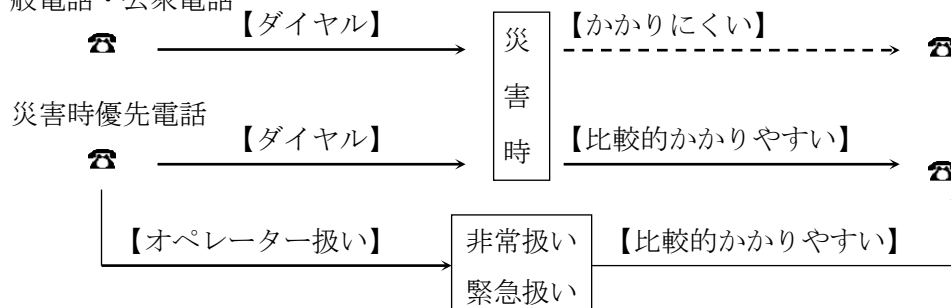 般電話・公衆電話
【ダイヤル】
災害時
【かかりにくい】
災害時優先電話
【ダイヤル】
【比較的かかりやすい】
【オペレーター扱い】
非常扱い
緊急扱い
【比較的かかりやすい】